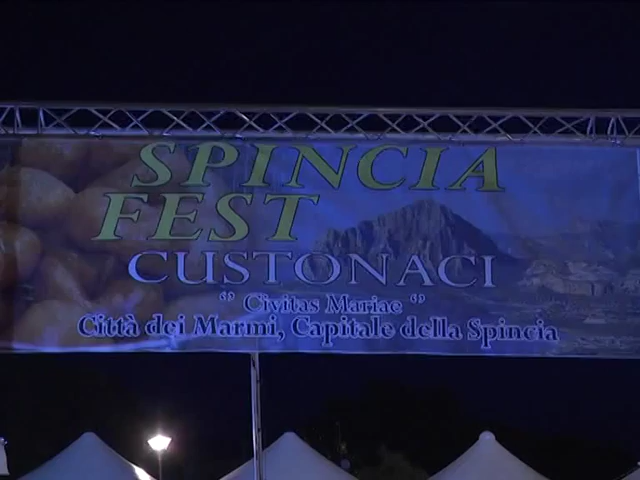 SPINCIA
FEST
CUSTONACI
“ Civitas Mariae ”
Città dei Marmi, Capitale della Spincia